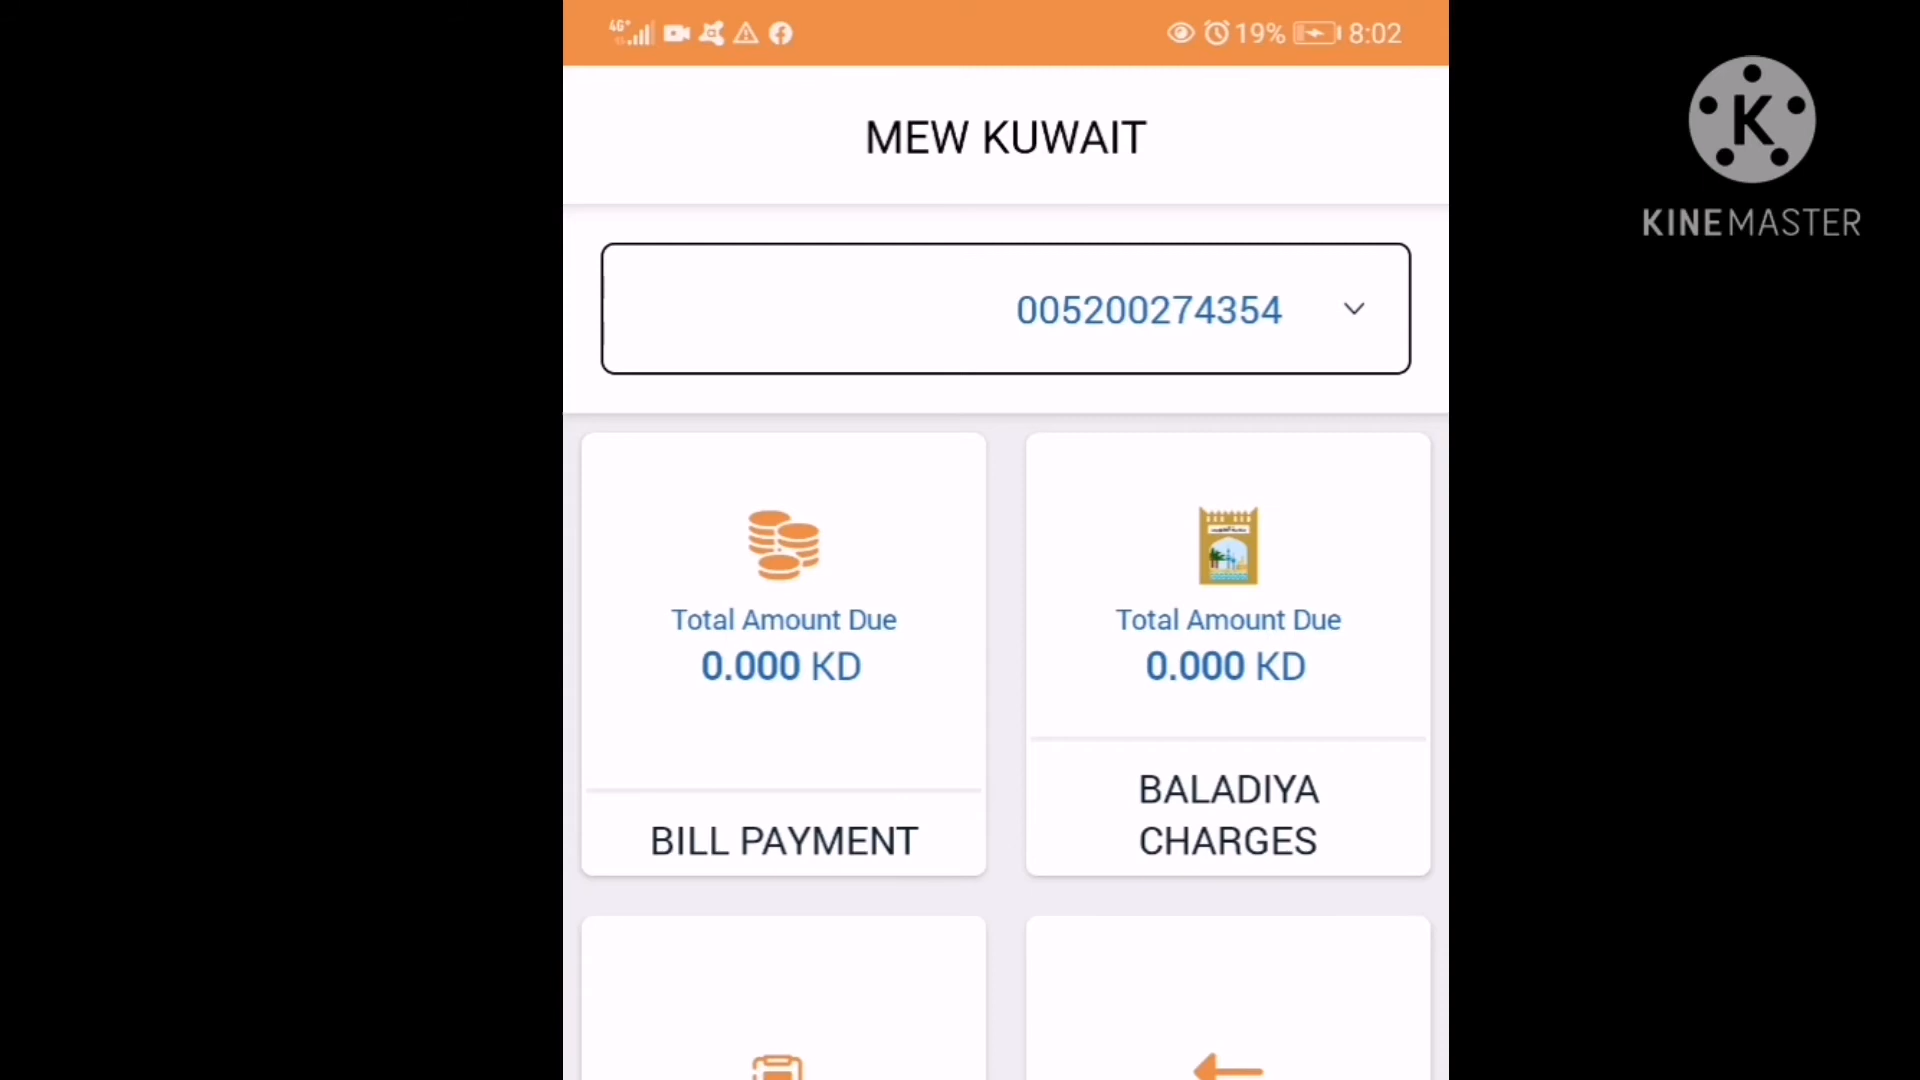 4G+ 19% 8:02
MEW KUWAIT
KINEMASTER
005200274354
Total Amount Due
0.000 KD
BILL PAYMENT
Total Amount Due
0.000 KD
BALADIYA
CHARGES